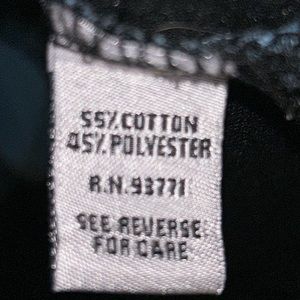 55% COTTON
45% POLYESTER
R.N. 93771
SEE REVERSE
FOR CARE